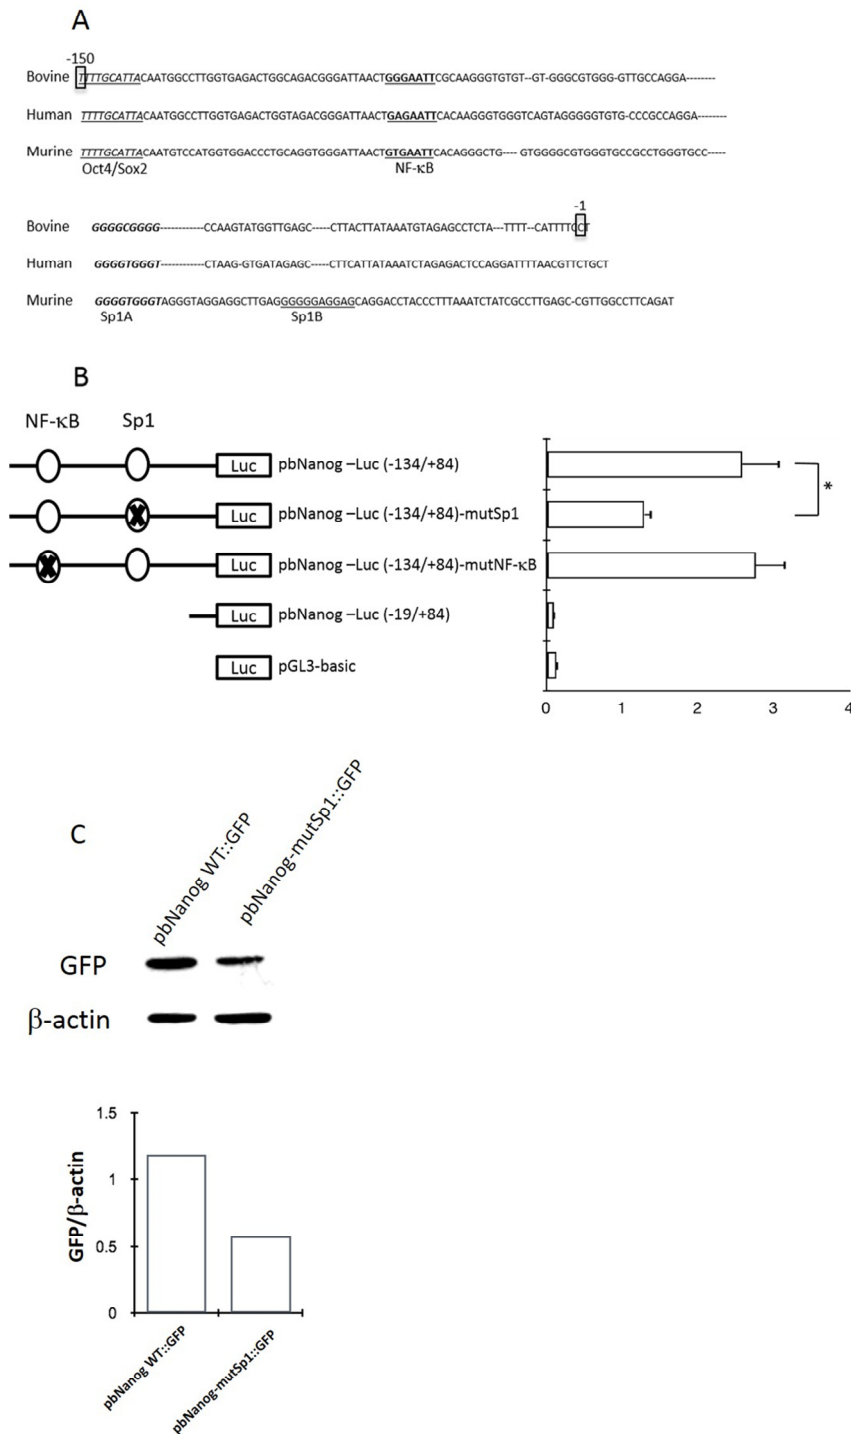 A
-150
Bovine TTTTGCATTACAATGGCCTTGGTGAGACTGGCAGACGGGATTAACTGGGAATTCGCAAGGGTGTGT--GT-GGGCGTGGG-GTTGCCAGGA--------
Human TTTTGCATTACAATGGCCTTGGTGAGACTGGTAGACGGGATTAACTGAGAATTCACAAGGGTGGGTCAGTAGGGGGTGTG-CCCGCCAGGA--------
Murine TTTTGCATTACAATGTCCATGGTGGACCCTGCAGGTGGGATTAACTGTGAATTCACAGGGCTG---- GTGGGGCGTGGGTGCCGCCTGGGTGCC-----
Oct4/Sox2 NF-κB
-1
Bovine GGGGCGGGG-----------CCAAGTATGGTTGAGC-----CTTACTTATAAATGTAGAGCCTCTA---TTTT--CATTTTCCT
Human GGGGTGGGT-----------CTAAG-GTGATAGAGC-----CTTCATTATAAATCTAGAGACTCCAGGATTTTAACGTTCTGCT
Murine GGGGTGGGTAGGGTAGGAGGCTTGAGGGGGGAGGAGCAGGACCTACCCTTTAAATCTATCGCCTTGAGC-CGTTGGCCTTCAGAT
Sp1A Sp1B
B
NF-κB Sp1
Luc pbNanog –Luc (-134/+84)
*
Luc pbNanog –Luc (-134/+84)-mutSp1
Luc pbNanog –Luc (-134/+84)-mutNF-κB
Luc pbNanog –Luc (-19/+84)
Luc pGL3-basic
0 1 2 3 4
C
pbNanog WT::GFP
pbNanog-mutSp1::GFP
GFP
β-actin
GFP/β-actin
1.5
1
0.5
0
pbNanog WT::GFP
pbNanog-mutSp1::GFP